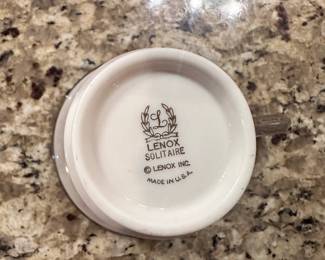 L
LENOX
SOLITAIRE
© LENOX INC.
MADE IN U.S.A.